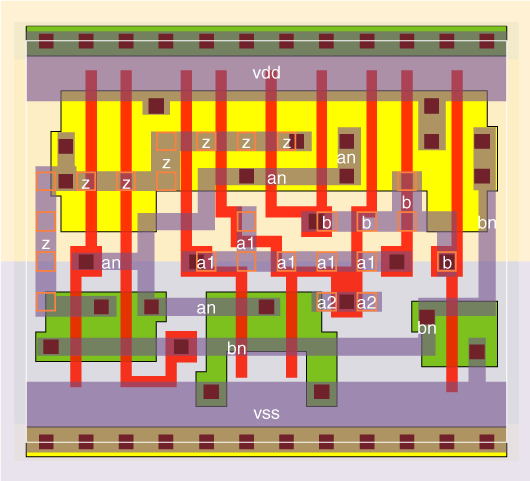 vdd
z z z
an
z
z z an
b
b b bn
z a1
an a1 a1 a1 a1 b
an a2 a2
bn
bn
vss